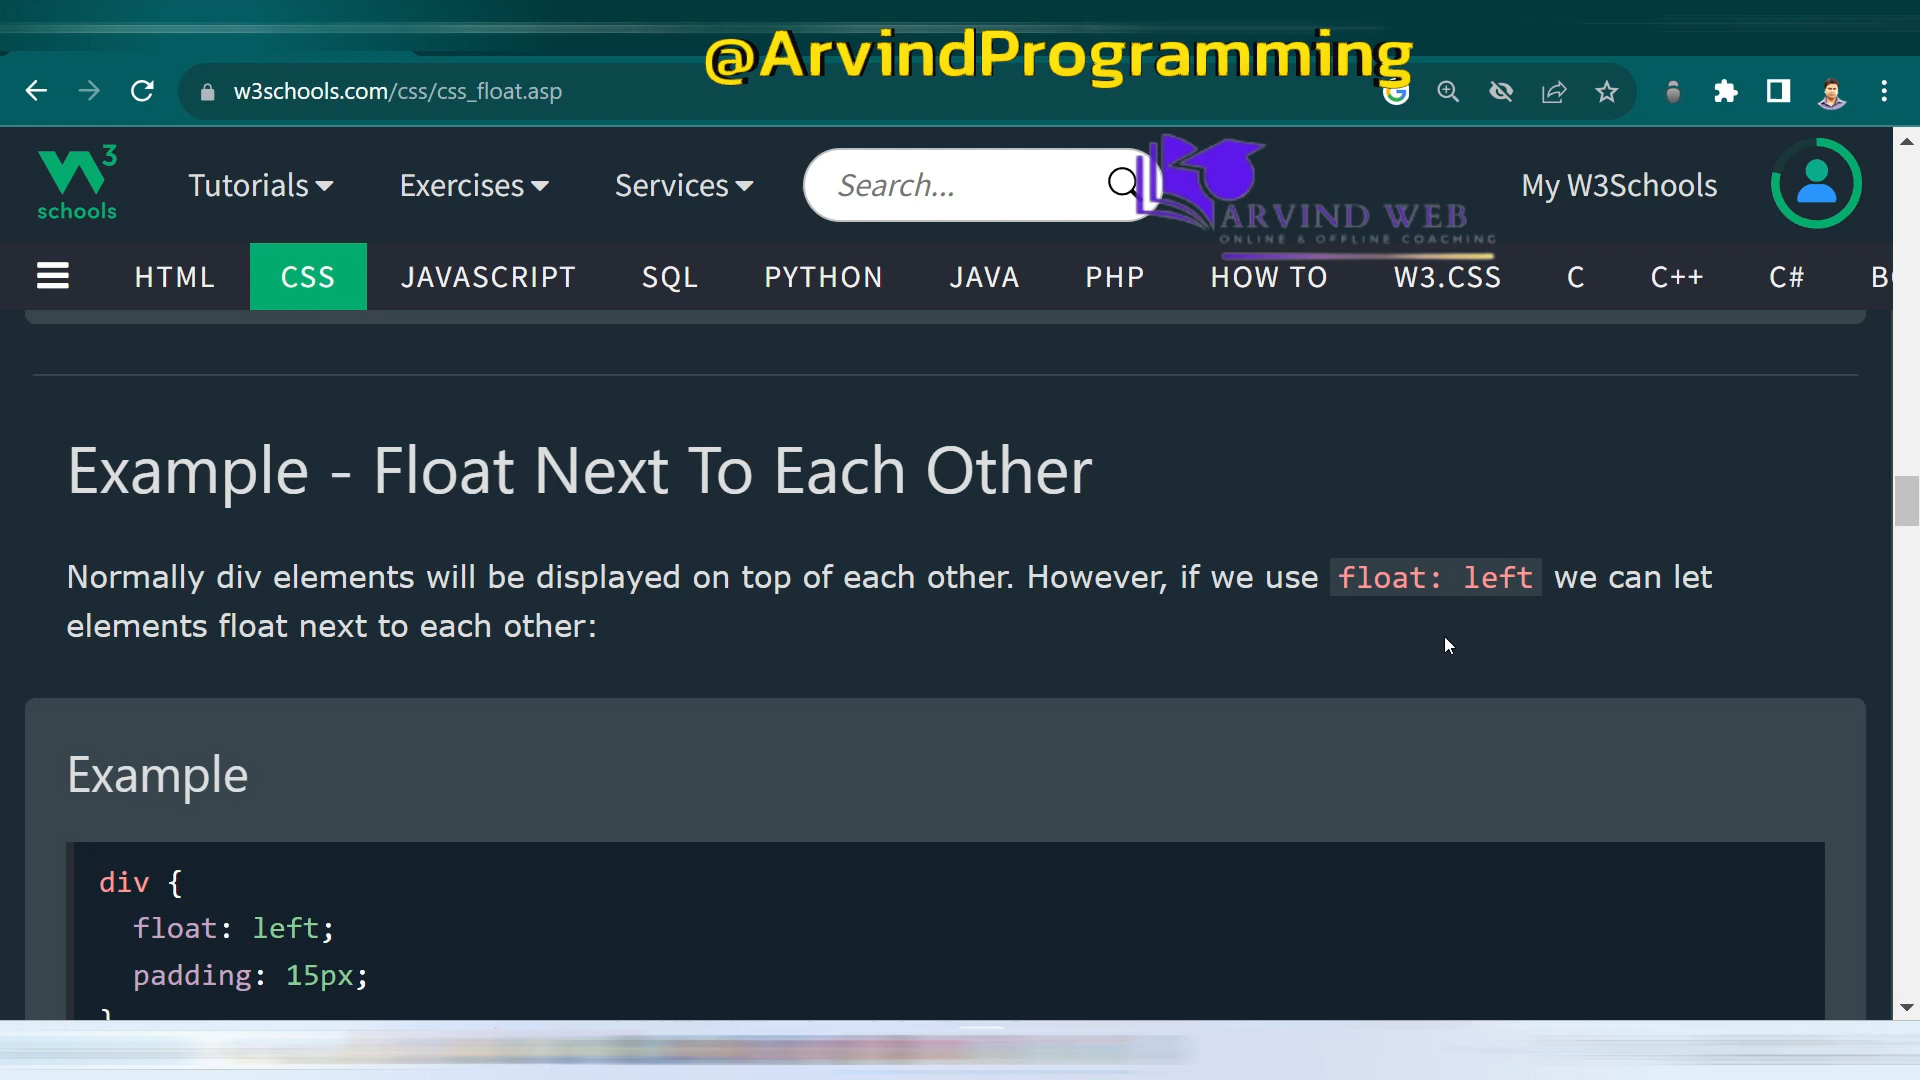 @ArvindProgramming
w3schools.com/css/css_float.asp
W3 schools
Tutorials Exercises Services Search... My W3Schools
ARVIND WEB
ONLINE & OFFLINE COACHING
HTML CSS JAVASCRIPT SQL PYTHON JAVA PHP HOW TO W3.CSS C C++ C#
Example - Float Next To Each Other
Normally div elements will be displayed on top of each other. However, if we use float: left we can let
elements float next to each other:
Example
div {
float: left;
padding: 15px;
}